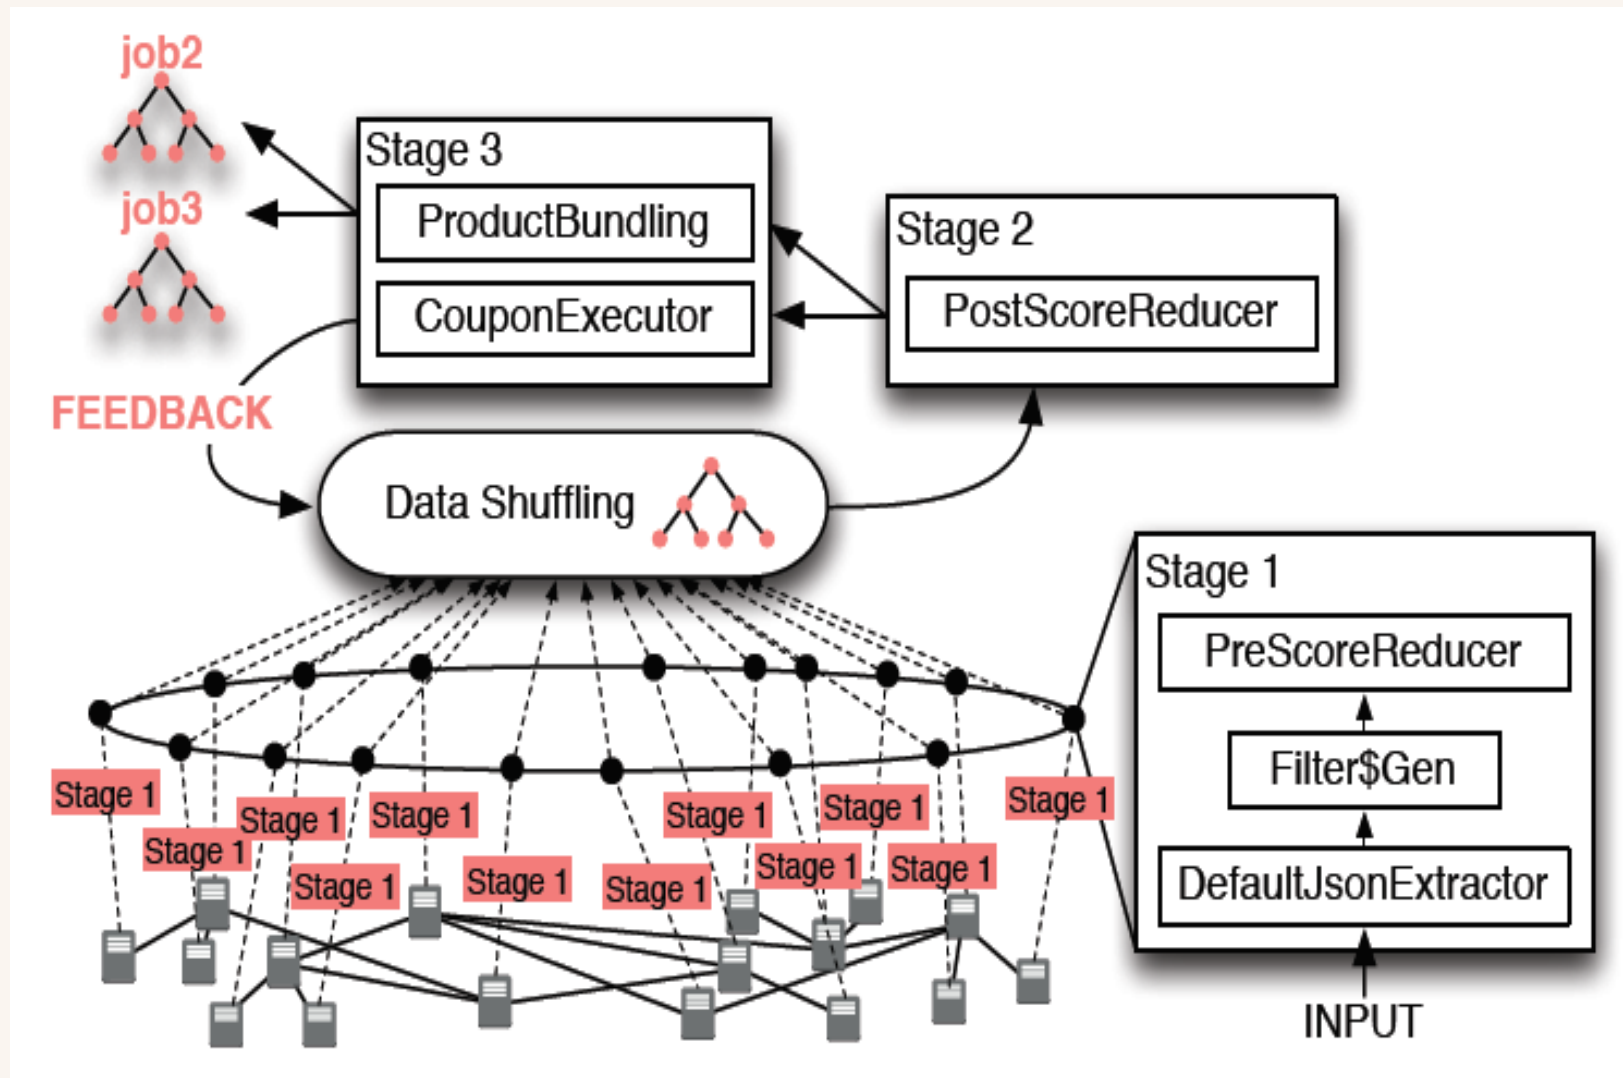 job2
job3
Stage 3
ProductBundling
CouponExecutor
Stage 2
PostScoreReducer
FEEDBACK
Data Shuffling
Stage 1
PreScoreReducer
Filter$Gen
DefaultJsonExtractor
INPUT
Stage 1
Stage 1
Stage 1
Stage 1
Stage 1
Stage 1
Stage 1
Stage 1
Stage 1
Stage 1
Stage 1
Stage 1